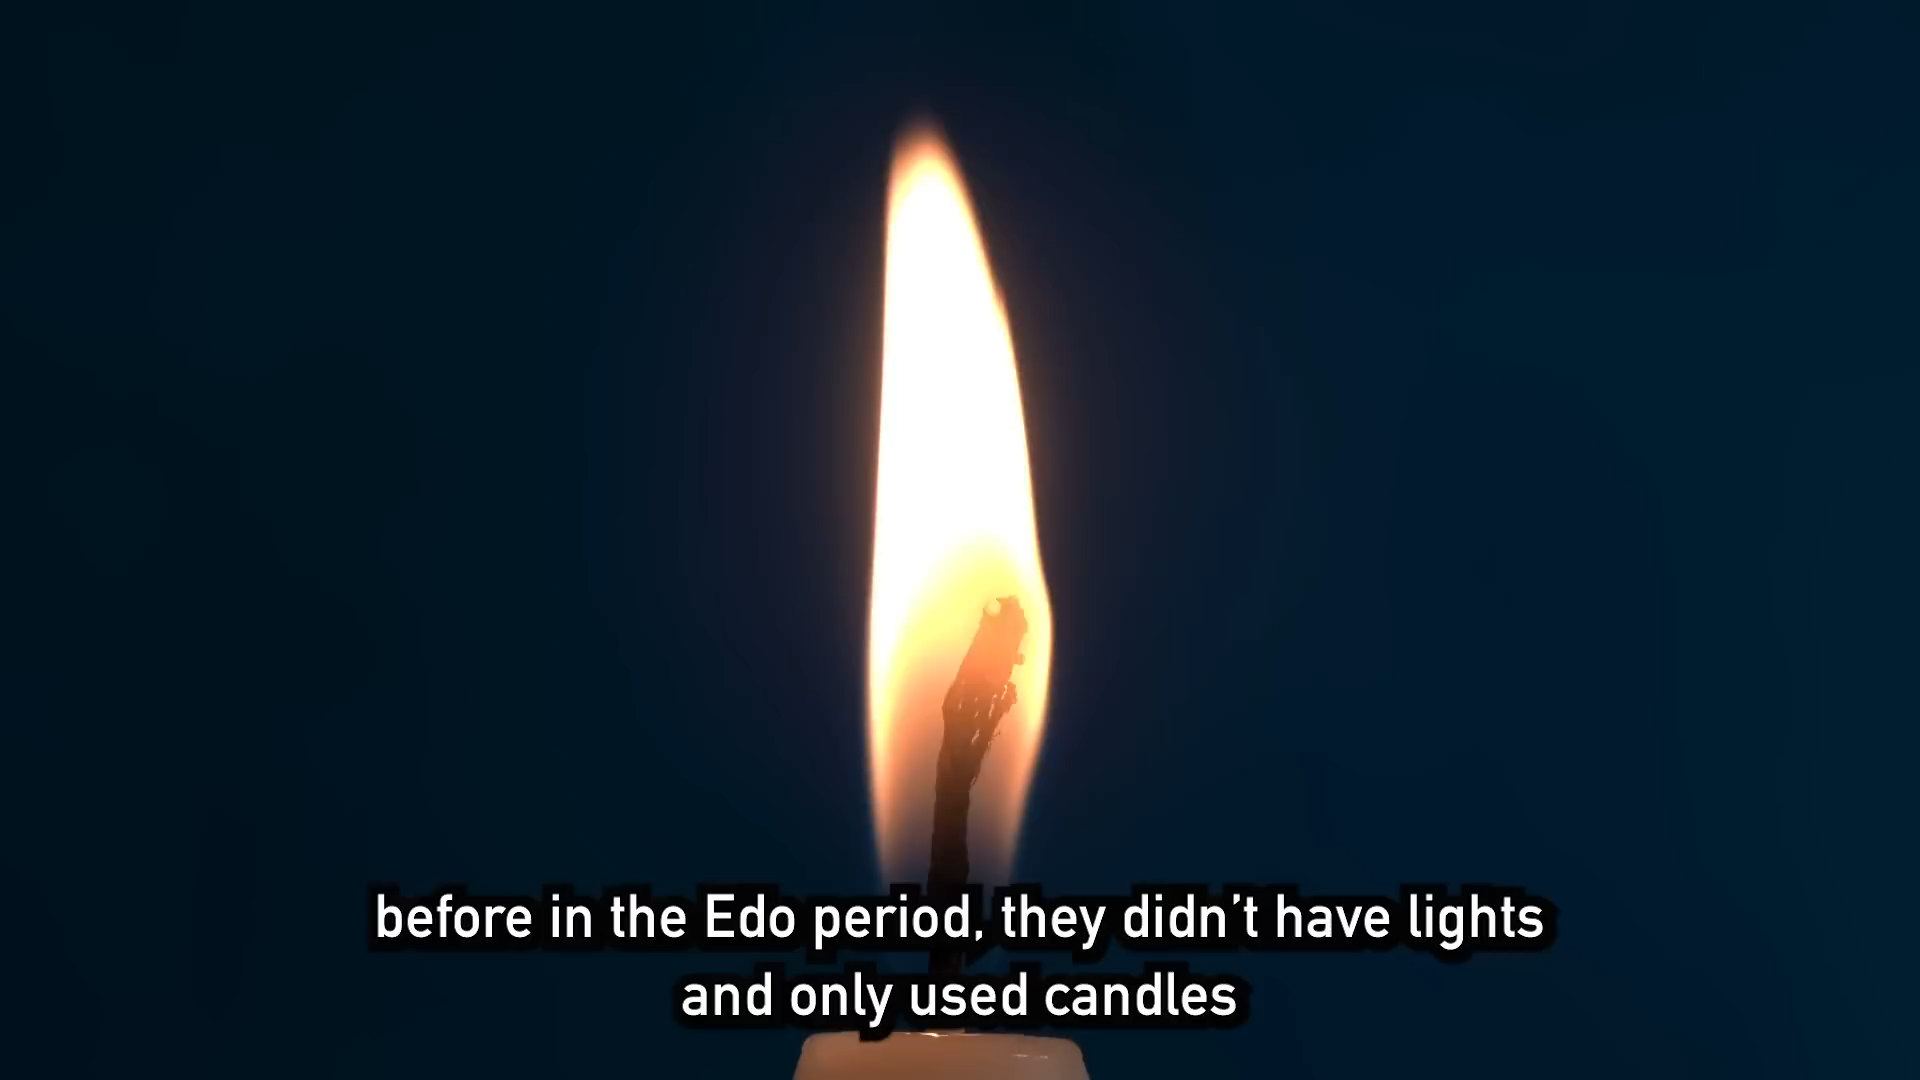 before in the Edo period, they didn’t have lights
and only used candles